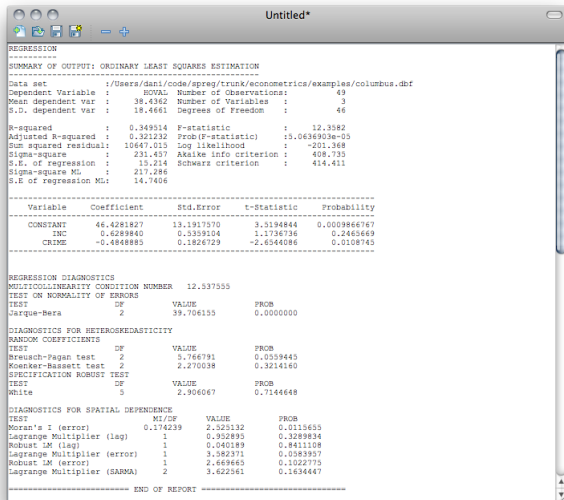 Untitled*
REGRESSION
----------
SUMMARY OF OUTPUT: ORDINARY LEAST SQUARES ESTIMATION
----------------------------------------------------
Data set            :/Users/dani/code/spreg/trunk/econometrics/examples/columbus.dbf
Dependent Variable  :       HOVAL  Number of Observations:          49
Mean dependent var  :     38.4362  Number of Variables   :           3
S.D. dependent var  :     18.4661  Degrees of Freedom    :          46
R-squared           :    0.349514  F-statistic           :     12.3582
Adjusted R-squared  :    0.321232  Prob(F-statistic)     :5.0636903e-05
Sum squared residual:   10647.015  Log likelihood        :    -201.368
Sigma-square        :     231.457  Akaike info criterion :     408.735
S.E. of regression  :      15.214  Schwarz criterion     :     414.411
Sigma-square ML     :     217.286
S.E of regression ML:     14.7406
----------------------------------------------------------------------------
Variable     Coefficient       Std.Error     t-Statistic     Probability
----------------------------------------------------------------------------
CONSTANT      46.4281827      13.1917570       3.5194844    0.0009866767
INC       0.6289840       0.5359104       1.1736736       0.2465669
CRIME      -0.4848885       0.1826729      -2.6544086       0.0108745
----------------------------------------------------------------------------
REGRESSION DIAGNOSTICS
MULTICOLLINEARITY CONDITION NUMBER   12.537555
TEST ON NORMALITY OF ERRORS
TEST                  DF          VALUE            PROB
Jarque-Bera            2        39.706155        0.0000000
DIAGNOSTICS FOR HETEROSKEDASTICITY
RANDOM COEFFICIENTS
TEST                  DF          VALUE            PROB
Breusch-Pagan test     2         5.766791        0.0559445
Koenker-Bassett test   2         2.270038        0.3214160
SPECIFICATION ROBUST TEST
TEST                  DF          VALUE            PROB
White                  5         2.906067        0.7144648
DIAGNOSTICS FOR SPATIAL DEPENDENCE
TEST                          MI/DF      VALUE          PROB
Moran's I (error)           0.174239    2.525132     0.0115655
Lagrange Multiplier (lag)      1        0.952895     0.3289834
Robust LM (lag)                1        0.040189     0.8411108
Lagrange Multiplier (error)    1        3.582371     0.0583957
Robust LM (error)              1        2.669665     0.1022775
Lagrange Multiplier (SARMA)    2        3.622561     0.1634447
========================= END OF REPORT ==============================